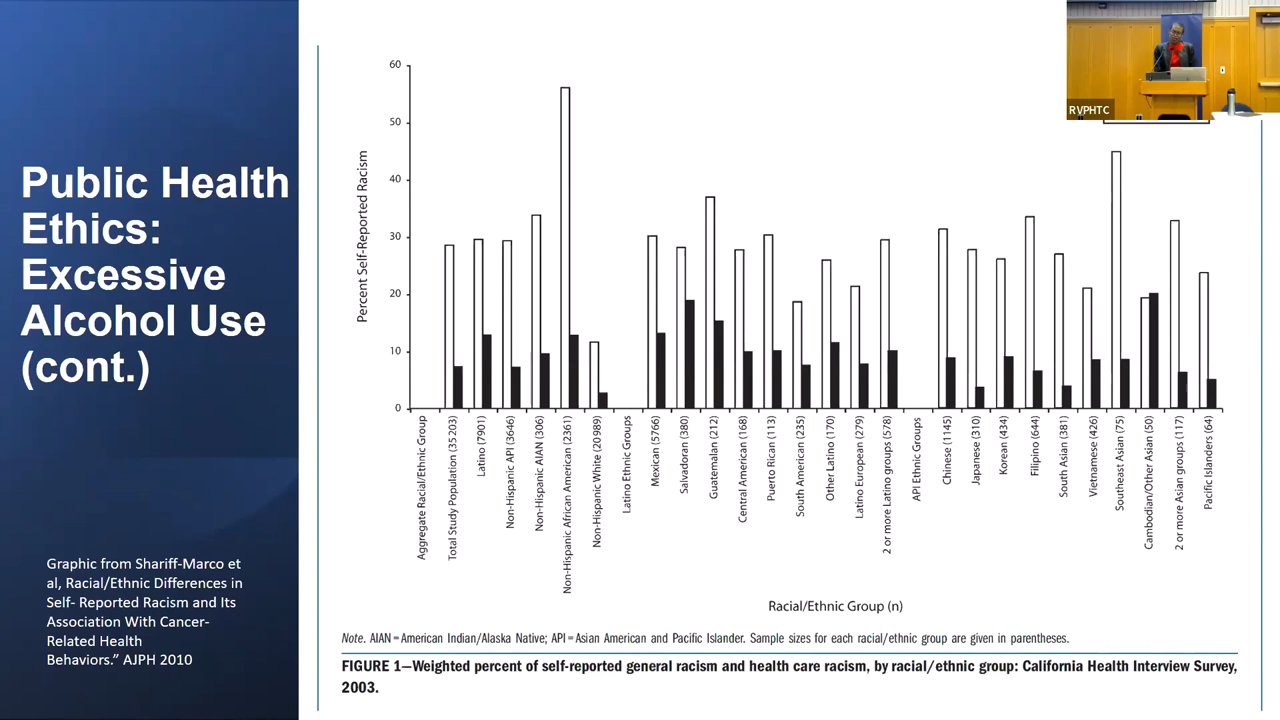 Public Health
Ethics:
Excessive
Alcohol Use
(cont.)
Graphic from Shariff-Marco et
al, Racial/Ethnic Differences in
Self- Reported Racism and Its
Association With Cancer-
Related Health
Behaviors.” AJPH 2010
RVPHTC
Percent Self-Reported Racism
60
50
40
30
20
10
0
Aggregate Racial/Ethnic Group
Total Study Population (35 203)
Latino (7901)
Non-Hispanic API (3646)
Non-Hispanic AIAN (306)
Non-Hispanic African American (2361)
Non-Hispanic White (20 989)
Latino Ethnic Groups
Mexican (5766)
Salvadoran (380)
Guatemalan (212)
Central American (168)
Puerto Rican (113)
South American (235)
Other Latino (170)
Latino European (279)
2 or more Latino groups (578)
API Ethnic Groups
Chinese (1145)
Japanese (310)
Korean (434)
Filipino (644)
South Asian (381)
Vietnamese (426)
Southeast Asian (75)
Cambodian/Other Asian (50)
2 or more Asian groups (117)
Pacific Islanders (64)
Racial/Ethnic Group (n)
Note. AIAN = American Indian/Alaska Native; API = Asian American and Pacific Islander. Sample sizes for each racial/ethnic group are given in parentheses.
FIGURE 1—Weighted percent of self-reported general racism and health care racism, by racial/ethnic group: California Health Interview Survey,
2003.